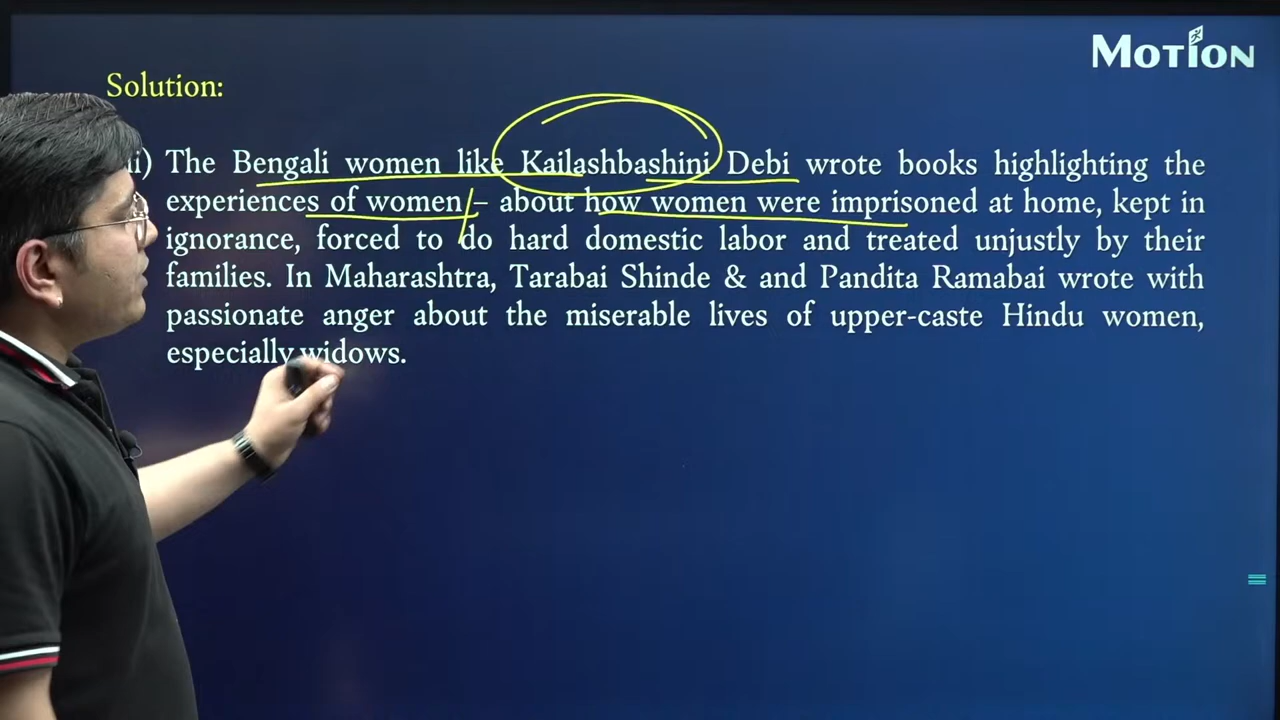 MOTION
Solution:
ii) The Bengali women like Kailashbashini Debi wrote books highlighting the
experiences of women – about how women were imprisoned at home, kept in
ignorance, forced to do hard domestic labor and treated unjustly by their
families. In Maharashtra, Tarabai Shinde & and Pandita Ramabai wrote with
passionate anger about the miserable lives of upper-caste Hindu women,
especially widows.